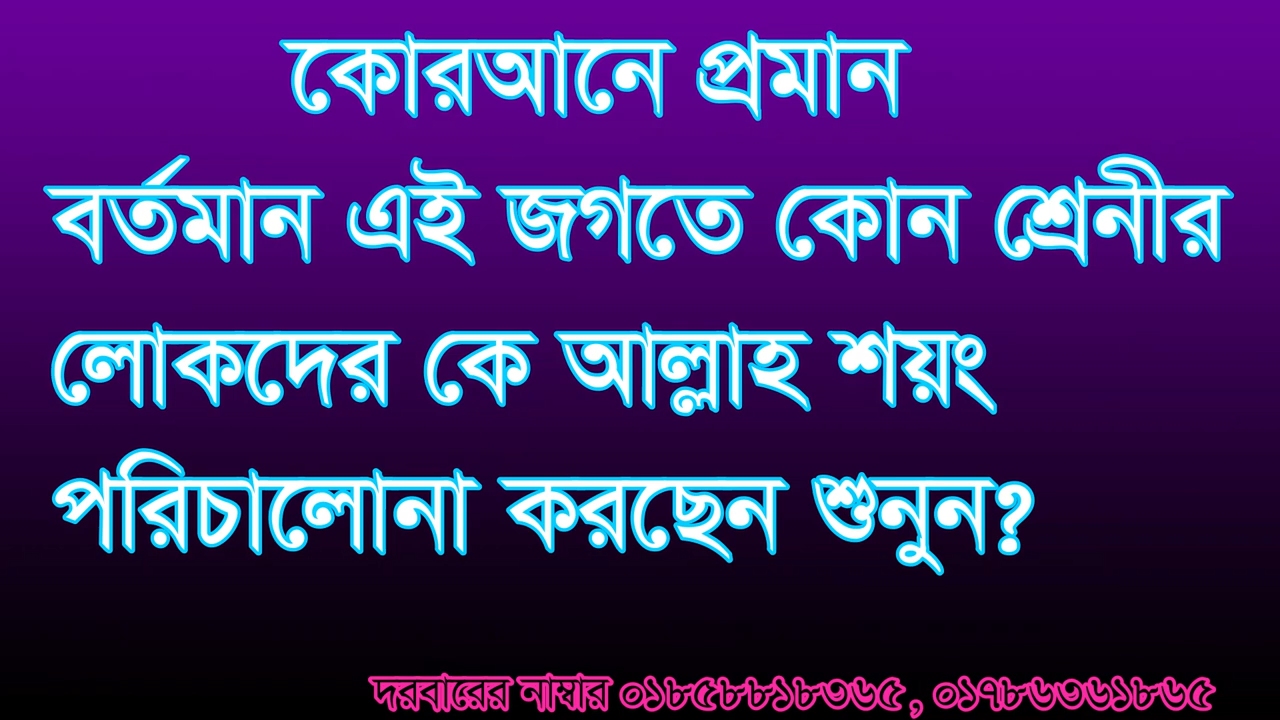 কোরআনে প্রমান
বর্তমান এই জগতে কোন শ্রেনীর
লোকদের কে আল্লাহ শয়ং
পরিচালোনা করছেন শুনুন?
দরবারের নাম্বার ০১৮৫৮৮১৮৩৬৫, ০১৭৮৬৩৬১৮৬৫